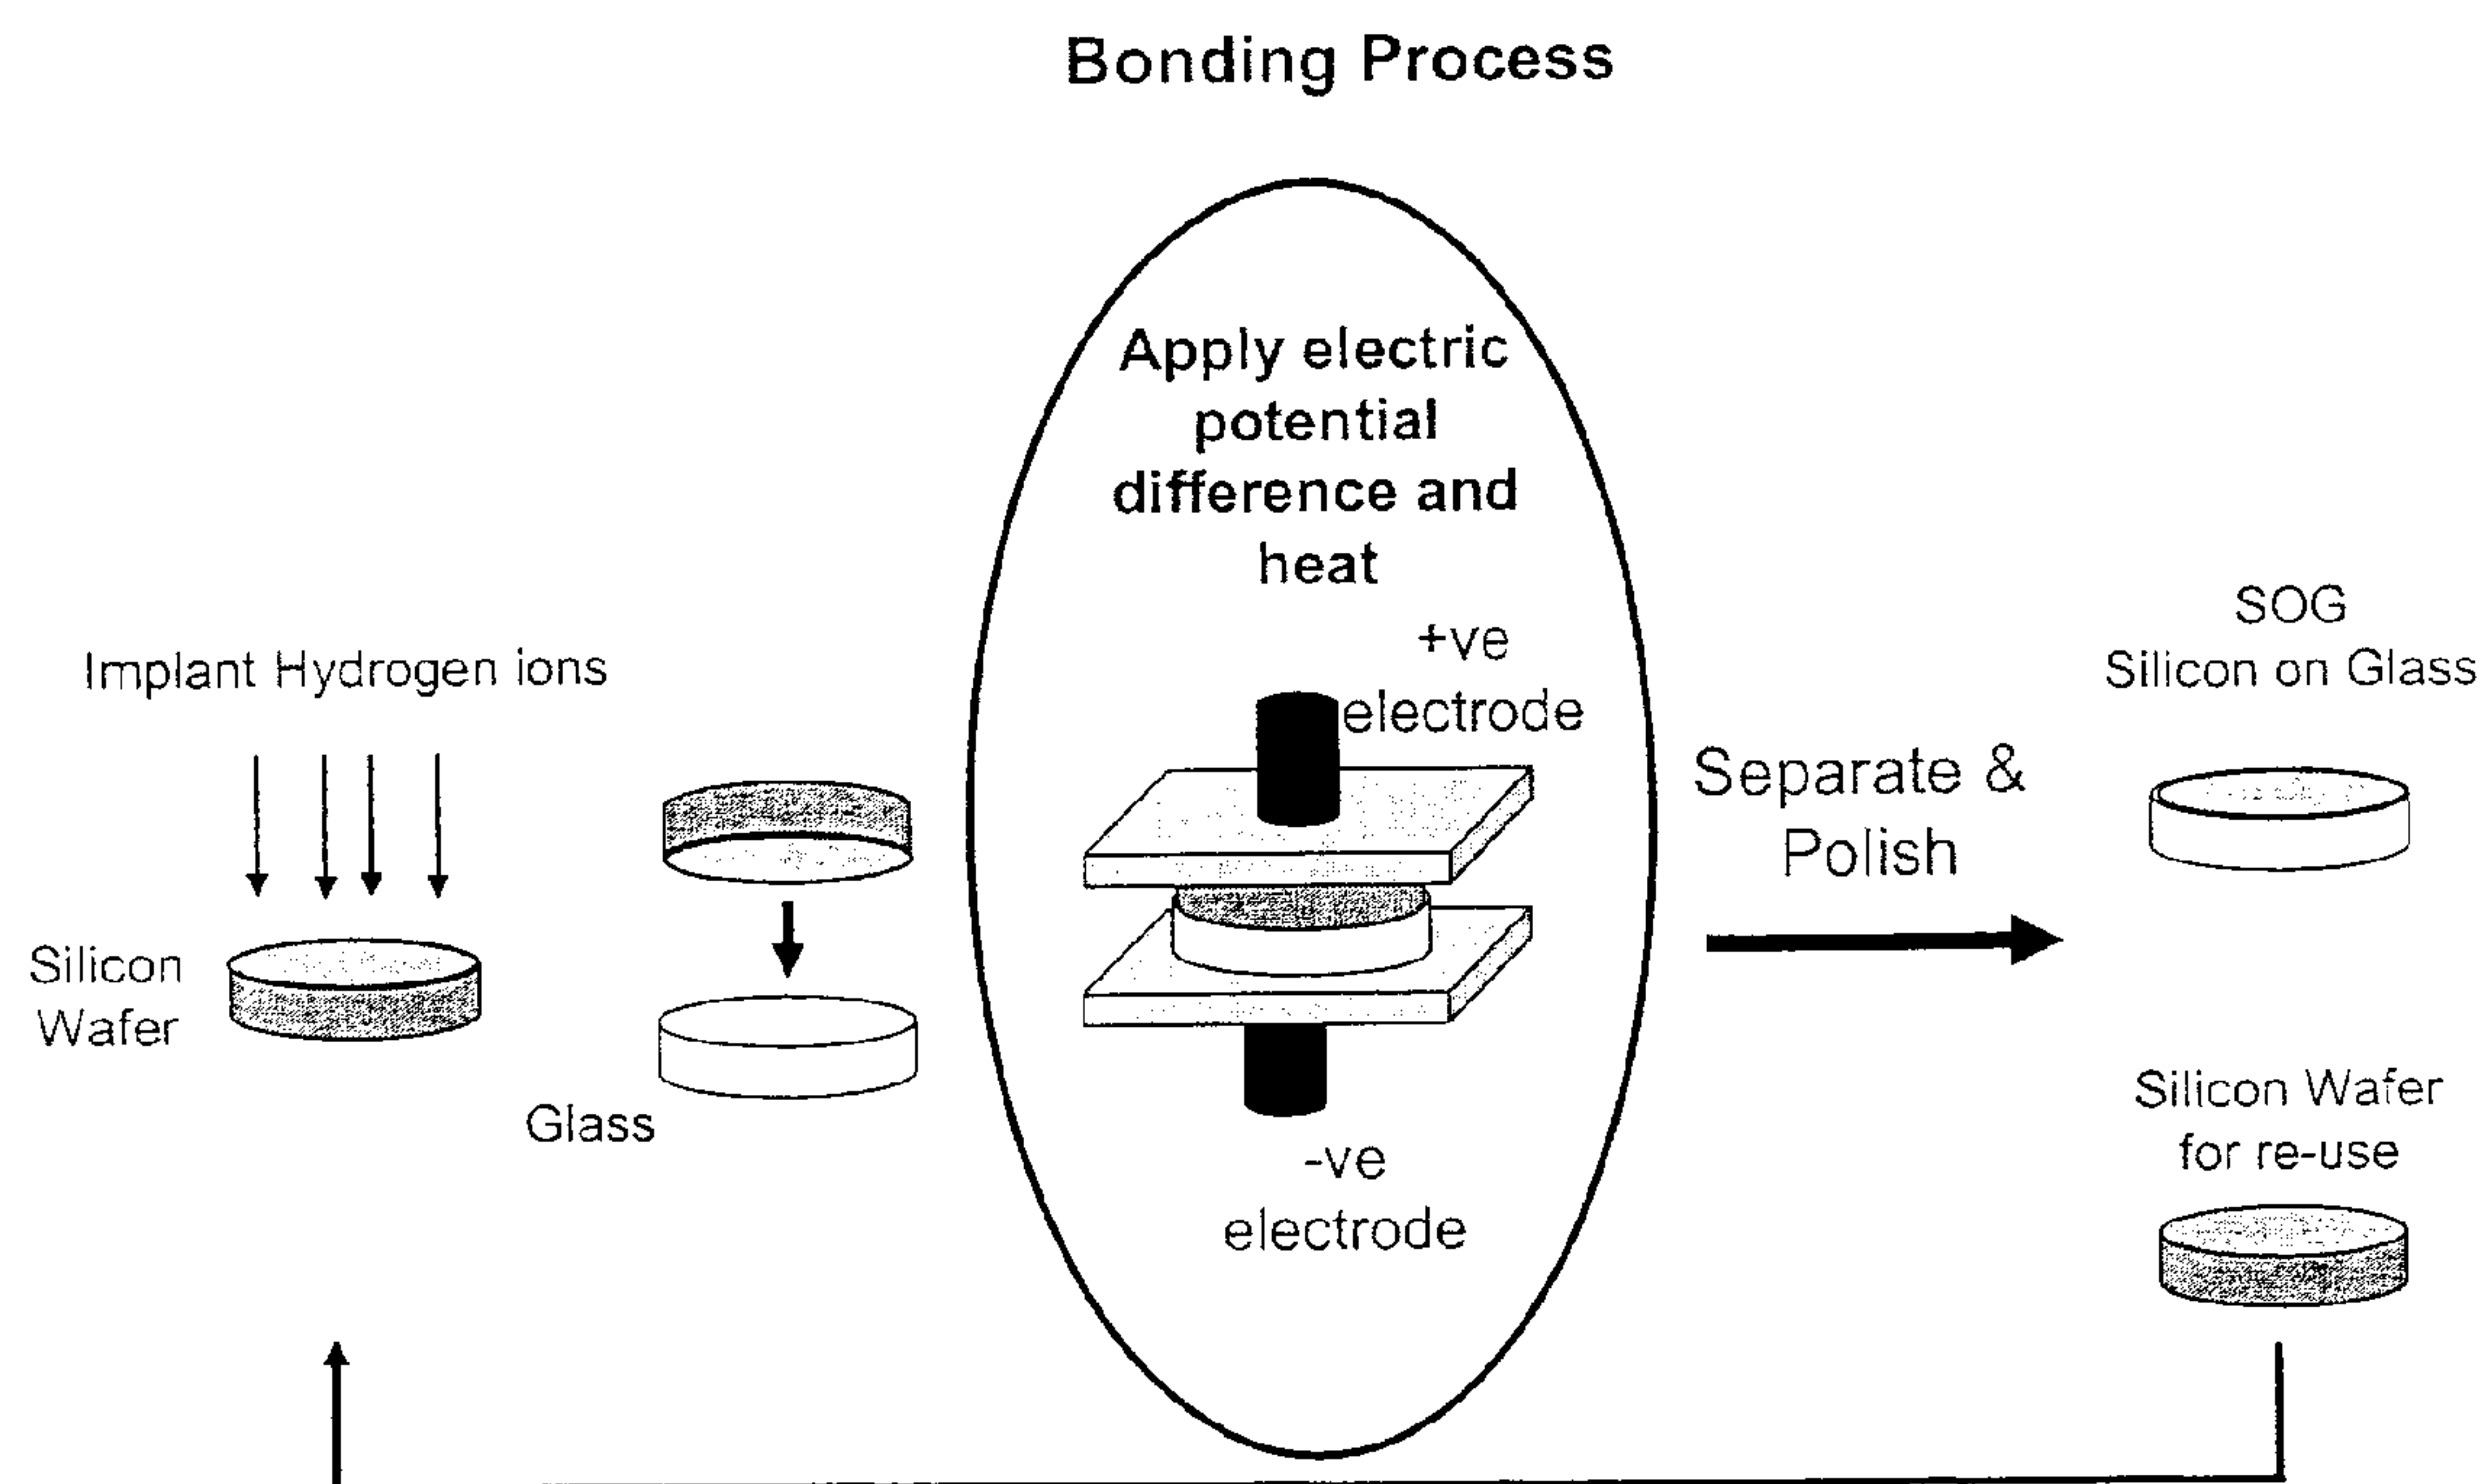 Bonding Process
Apply electric
potential
difference and
heat
+ve
electrode
-ve
electrode
Implant Hydrogen ions
Silicon
Wafer
Glass
Separate &
Polish
SOG
Silicon on Glass
Silicon Wafer
for re-use